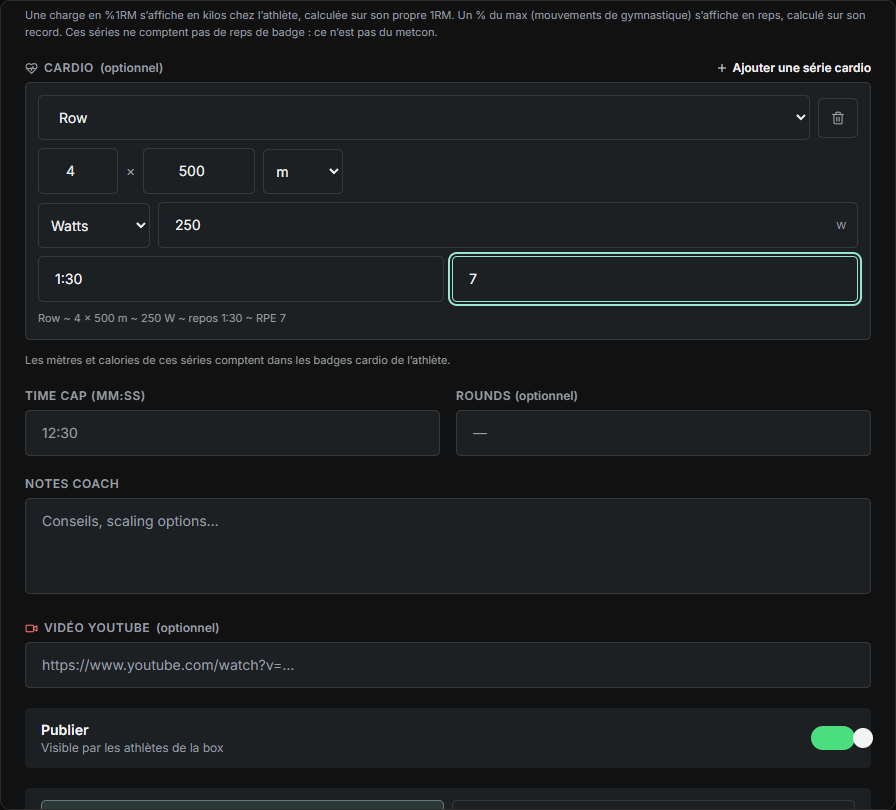 Une charge en %1RM s'affiche en kilos chez l'athlète, calculée sur son propre 1RM. Un % du max (mouvements de gymnastique) s'affiche en reps, calculé sur son
record. Ces séries ne comptent pas de reps de badge : ce n'est pas du metcon.
CARDIO (optionnel)
+ Ajouter une série cardio
Row
4 × 500 m
Watts 250 W
1:30 7
Row ~ 4 × 500 m ~ 250 W ~ repos 1:30 ~ RPE 7
Les mètres et calories de ces séries comptent dans les badges cardio de l'athlète.
TIME CAP (MM:SS) ROUNDS (optionnel)
12:30 —
NOTES COACH
Conseils, scaling options...
VIDÉO YOUTUBE (optionnel)
https://www.youtube.com/watch?v=...
Publier
Visible par les athlètes de la box